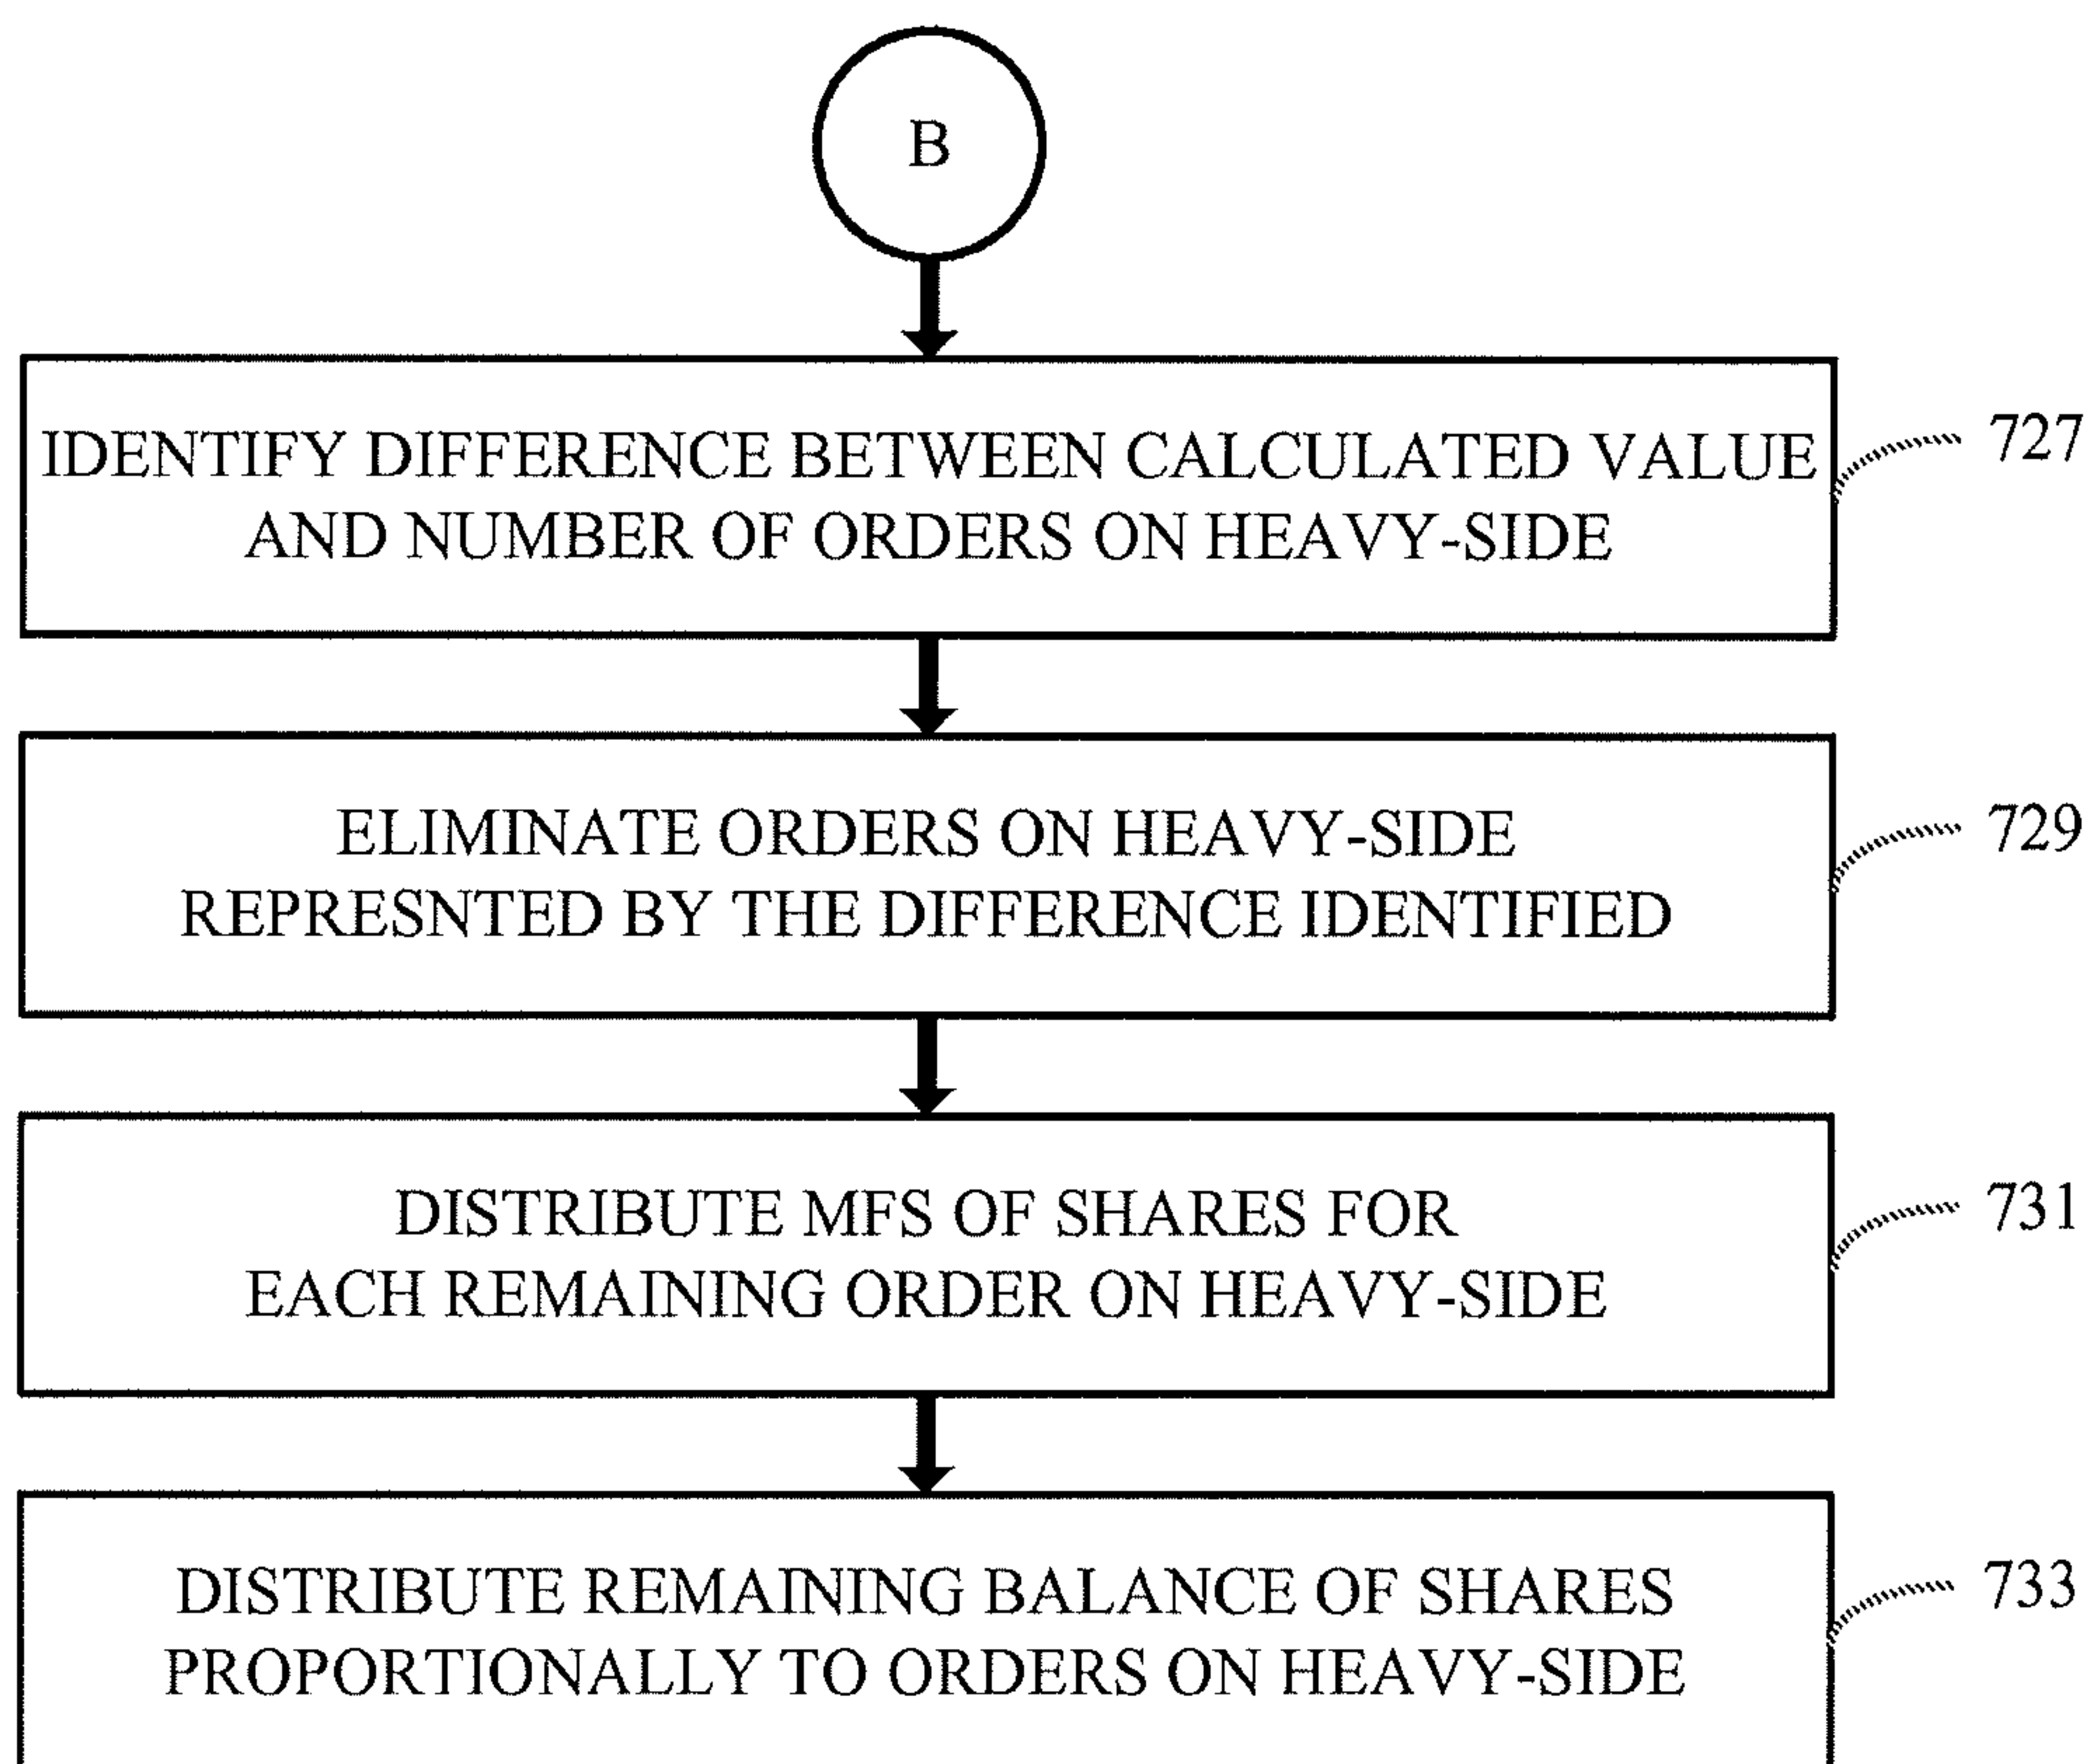 B
IDENTIFY DIFFERENCE BETWEEN CALCULATED VALUE
AND NUMBER OF ORDERS ON HEAVY-SIDE
727
ELIMINATE ORDERS ON HEAVY-SIDE
REPRESNTED BY THE DIFFERENCE IDENTIFIED
729
DISTRIBUTE MFS OF SHARES FOR
EACH REMAINING ORDER ON HEAVY-SIDE
731
DISTRIBUTE REMAINING BALANCE OF SHARES
PROPORTIONALLY TO ORDERS ON HEAVY-SIDE
733